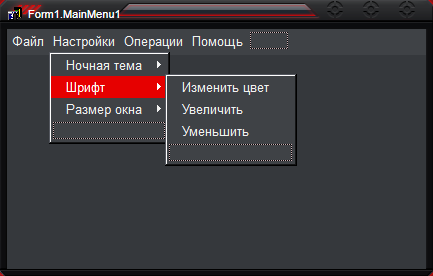 Form1.MainMenu1
Файл Настройки Операции Помощь
Ночная тема
Шрифт
Размер окна
Изменить цвет
Увеличить
Уменьшить